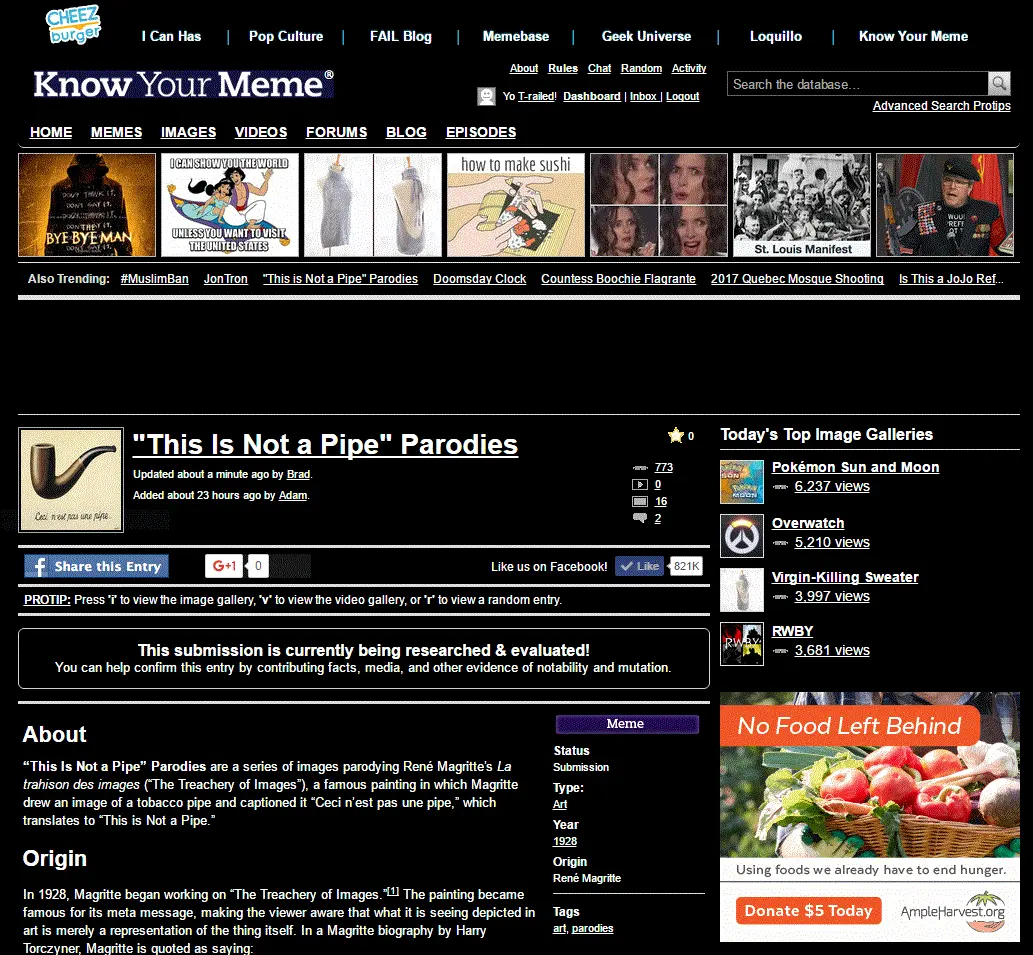 CHEEZ
burger
I Can Has | Pop Culture | FAIL Blog | Memebase | Geek Universe | Loquillo | Know Your Meme
About Rules Chat Random Activity
Know Your Meme®
Yo T-railed! Dashboard | Inbox | Logout
Search the database...
Advanced Search Protips
HOME MEMES IMAGES VIDEOS FORUMS BLOG EPISODES
DON'T THINK IT.
DON'T SAY IT.
DON'T THINK IT.
DON'T SAY IT.
BYE BYE MAN
I CAN SHOW YOU THE WORLD
UNLESS YOU WANT TO VISIT
THE UNITED STATES
how to make sushi
St. Louis Manifest
WOULD
Also Trending: #MuslimBan JonTron "This is Not a Pipe" Parodies Doomsday Clock Countess Boochie Flagrante 2017 Quebec Mosque Shooting Is This a JoJo Ref...
Ceci n'est pas une pipe.
"This Is Not a Pipe" Parodies
Updated about a minute ago by Brad.
Added about 23 hours ago by Adam.
0
773
0
16
2
Share this Entry
G+1 0
Like us on Facebook! Like 821K
PROTIP: Press 'i' to view the image gallery, 'v' to view the video gallery, or 'r' to view a random entry.
This submission is currently being researched & evaluated!
You can help confirm this entry by contributing facts, media, and other evidence of notability and mutation.
About
“This Is Not a Pipe” Parodies are a series of images parodying René Magritte’s La
trahison des images (“The Treachery of Images”), a famous painting in which Magritte
drew an image of a tobacco pipe and captioned it “Ceci n’est pas une pipe,” which
translates to “This is Not a Pipe.”
Origin
In 1928, Magritte began working on “The Treachery of Images.”[1] The painting became
famous for its meta message, making the viewer aware that what it is seeing depicted in
art is merely a representation of the thing itself. In a Magritte biography by Harry
Torczyner, Magritte is quoted as saying:
Meme
Status
Submission
Type:
Art
Year
1928
Origin
René Magritte
Tags
art, parodies
Today's Top Image Galleries
Pokémon Sun and Moon
6,237 views
Overwatch
5,210 views
Virgin-Killing Sweater
3,997 views
RWBY
RWBY
3,681 views
No Food Left Behind
Using foods we already have to end hunger.
Donate $5 Today
AmpleHarvest.org